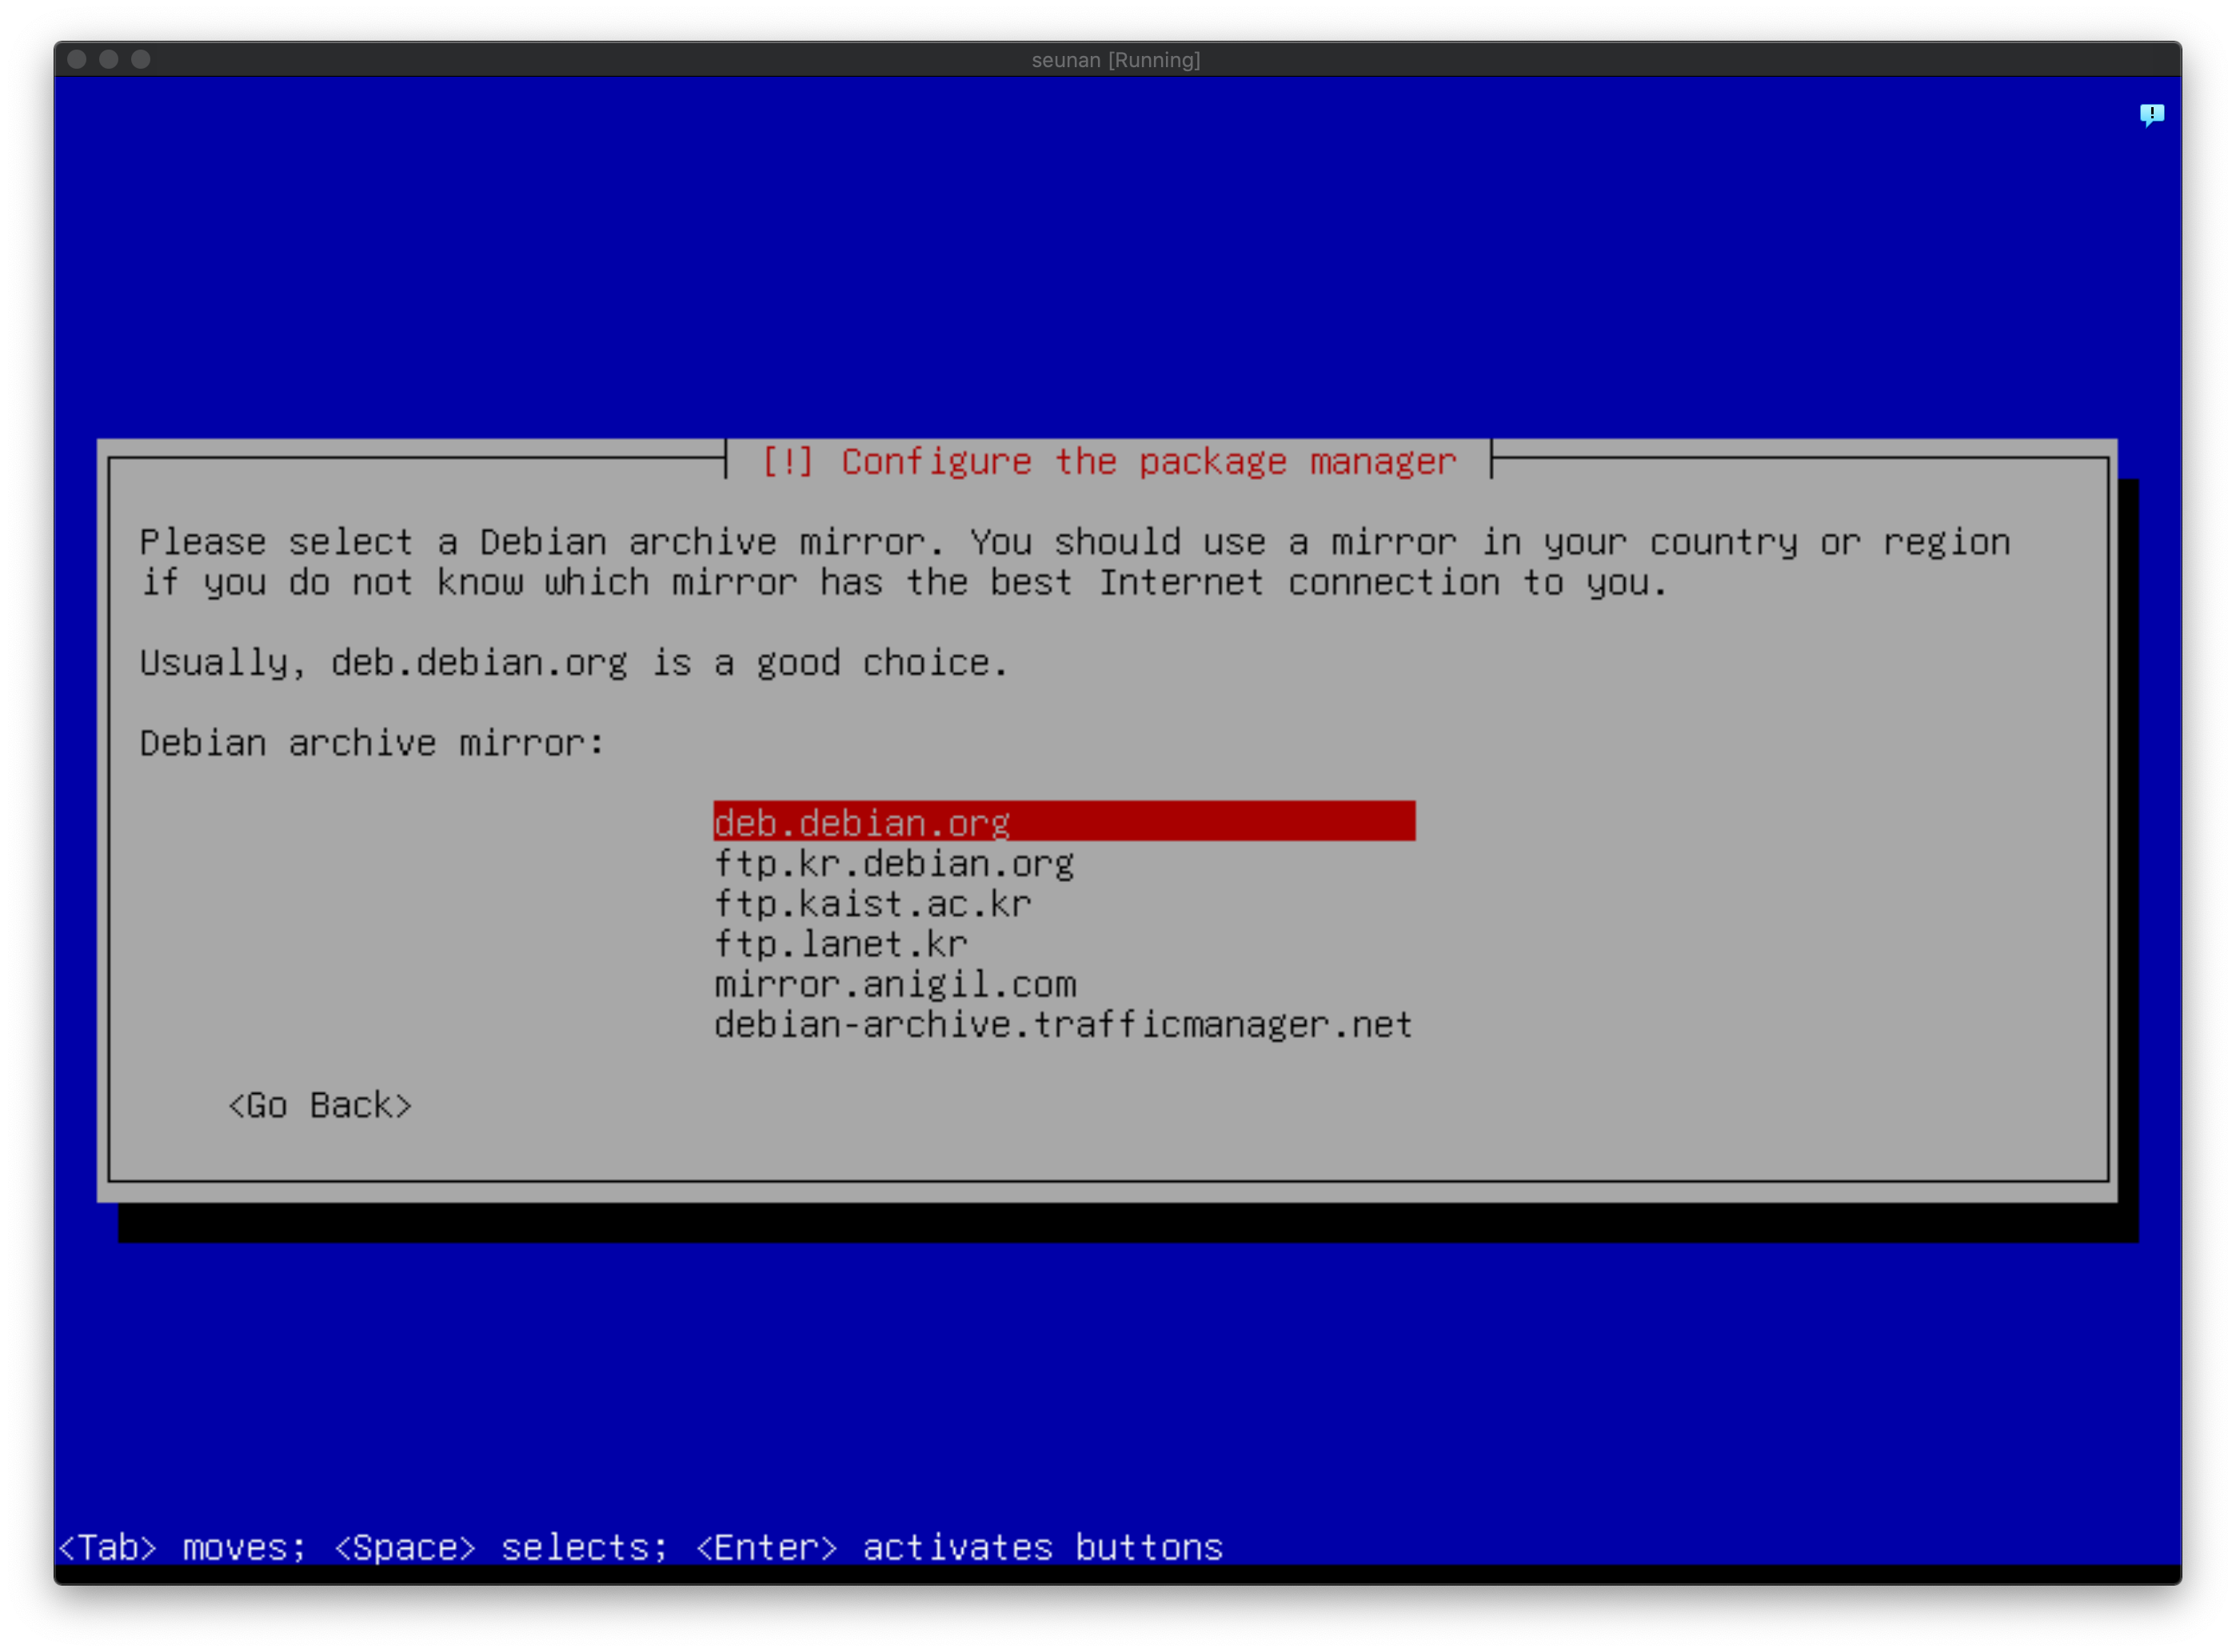 seunan [Running]
[!] Configure the package manager
Please select a Debian archive mirror. You should use a mirror in your country or region
if you do not know which mirror has the best Internet connection to you.
Usually, deb.debian.org is a good choice.
Debian archive mirror:
deb.debian.org
ftp.kr.debian.org
ftp.kaist.ac.kr
ftp.lanet.kr
mirror.anigil.com
debian-archive.trafficmanager.net
<Go Back>
<Tab> moves; <Space> selects; <Enter> activates buttons